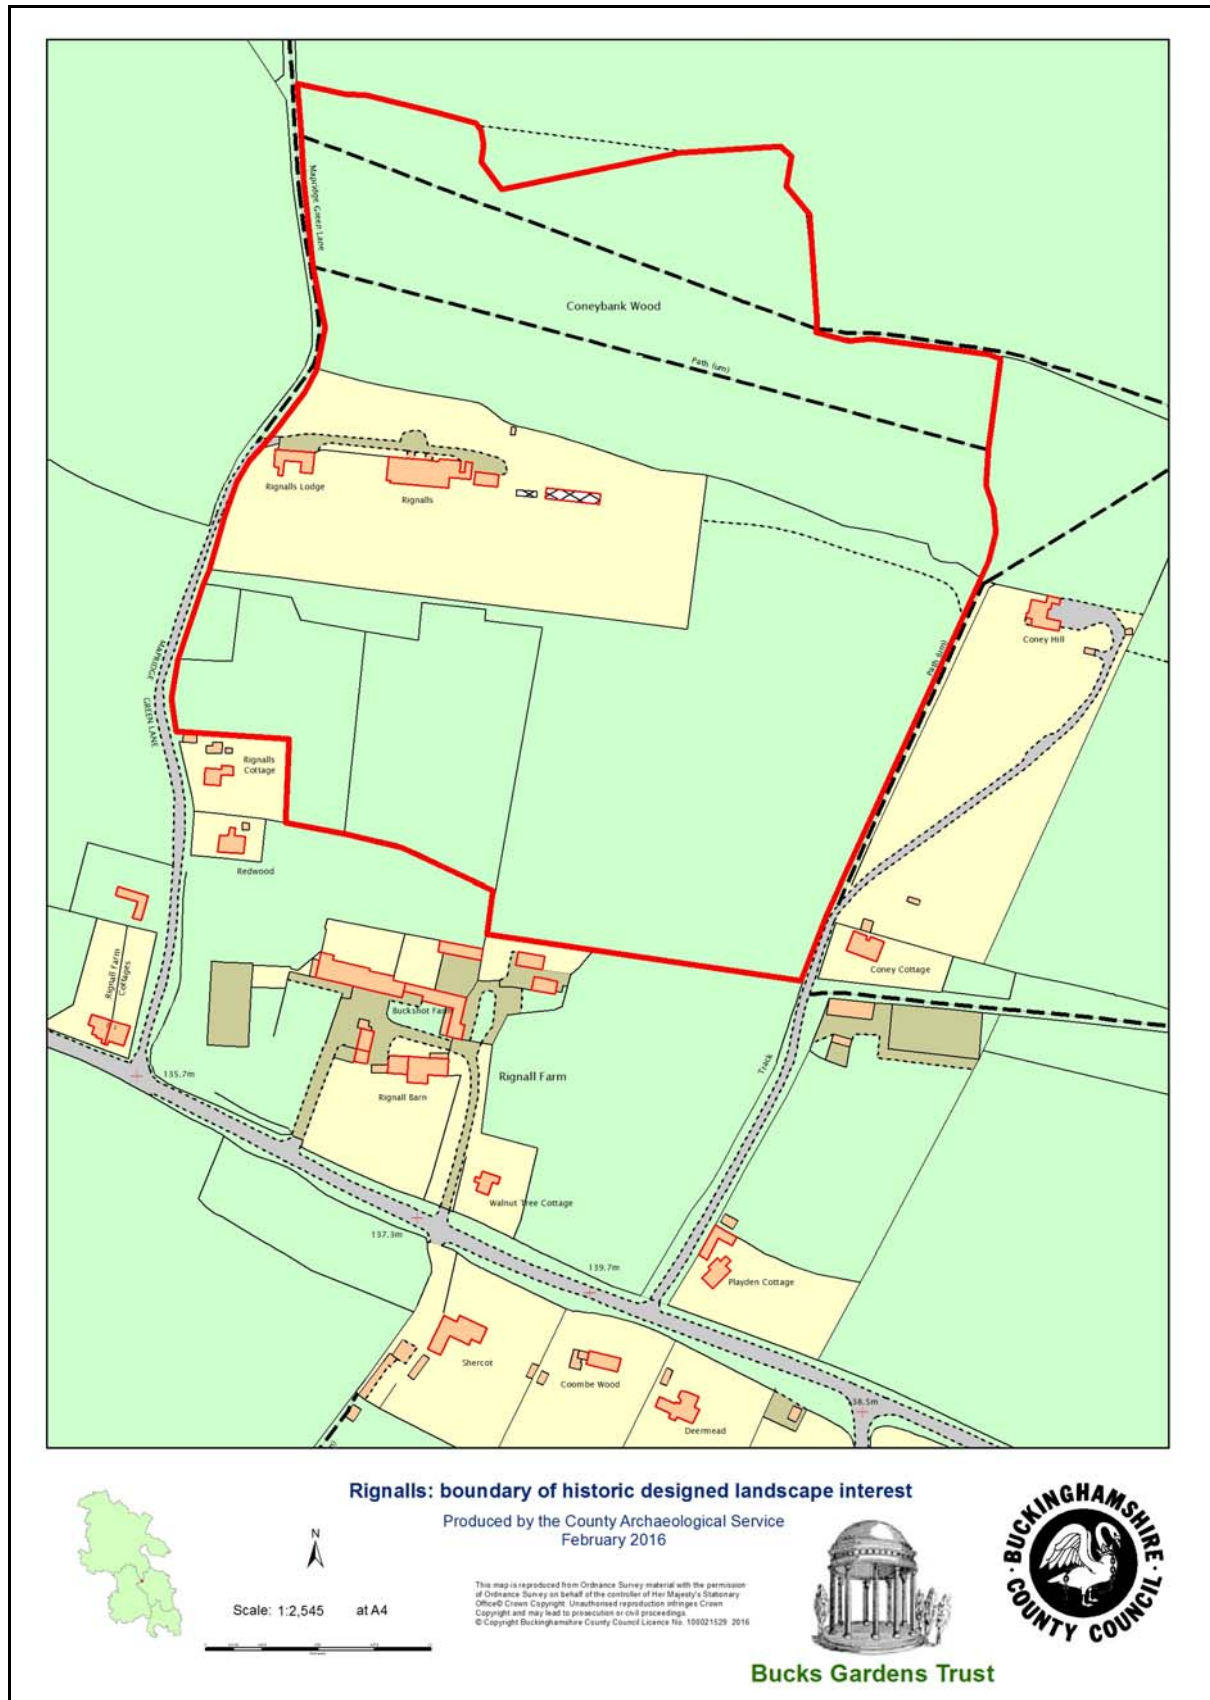 Mapridge Green Lane
Coneybank Wood
Path (um)
Rignalls Lodge
Rignalls
Coney Hill
Path (um)
MAPRIDGE
GREEN LANE
Rignalls
Cottage
Redwood
Rignall Farm
Cottages
Coney Cottage
Buckshot Farm
Track
135.7m
Rignall Farm
Rignall Barn
Walnut Tree Cottage
137.3m
139.7m
Playden Cottage
Shercot
Coombe Wood
Deermead
Rignalls: boundary of historic designed landscape interest
Produced by the County Archaeological Service
February 2016
N
Scale: 1:2,545 at A4
This map is reproduced from Ordnance Survey material with the permission
of Ordnance Survey on behalf of the controller of Her Majesty's Stationary
Office© Crown Copyright. Unauthorised reproduction infringes Crown
Copyright and may lead to prosecution or civil proceedings.
© Copyright Buckinghamshire County Council Licence No. 100021529 2016
BUCKINGHAMSHIRE
COUNTY COUNCIL
Bucks Gardens Trust